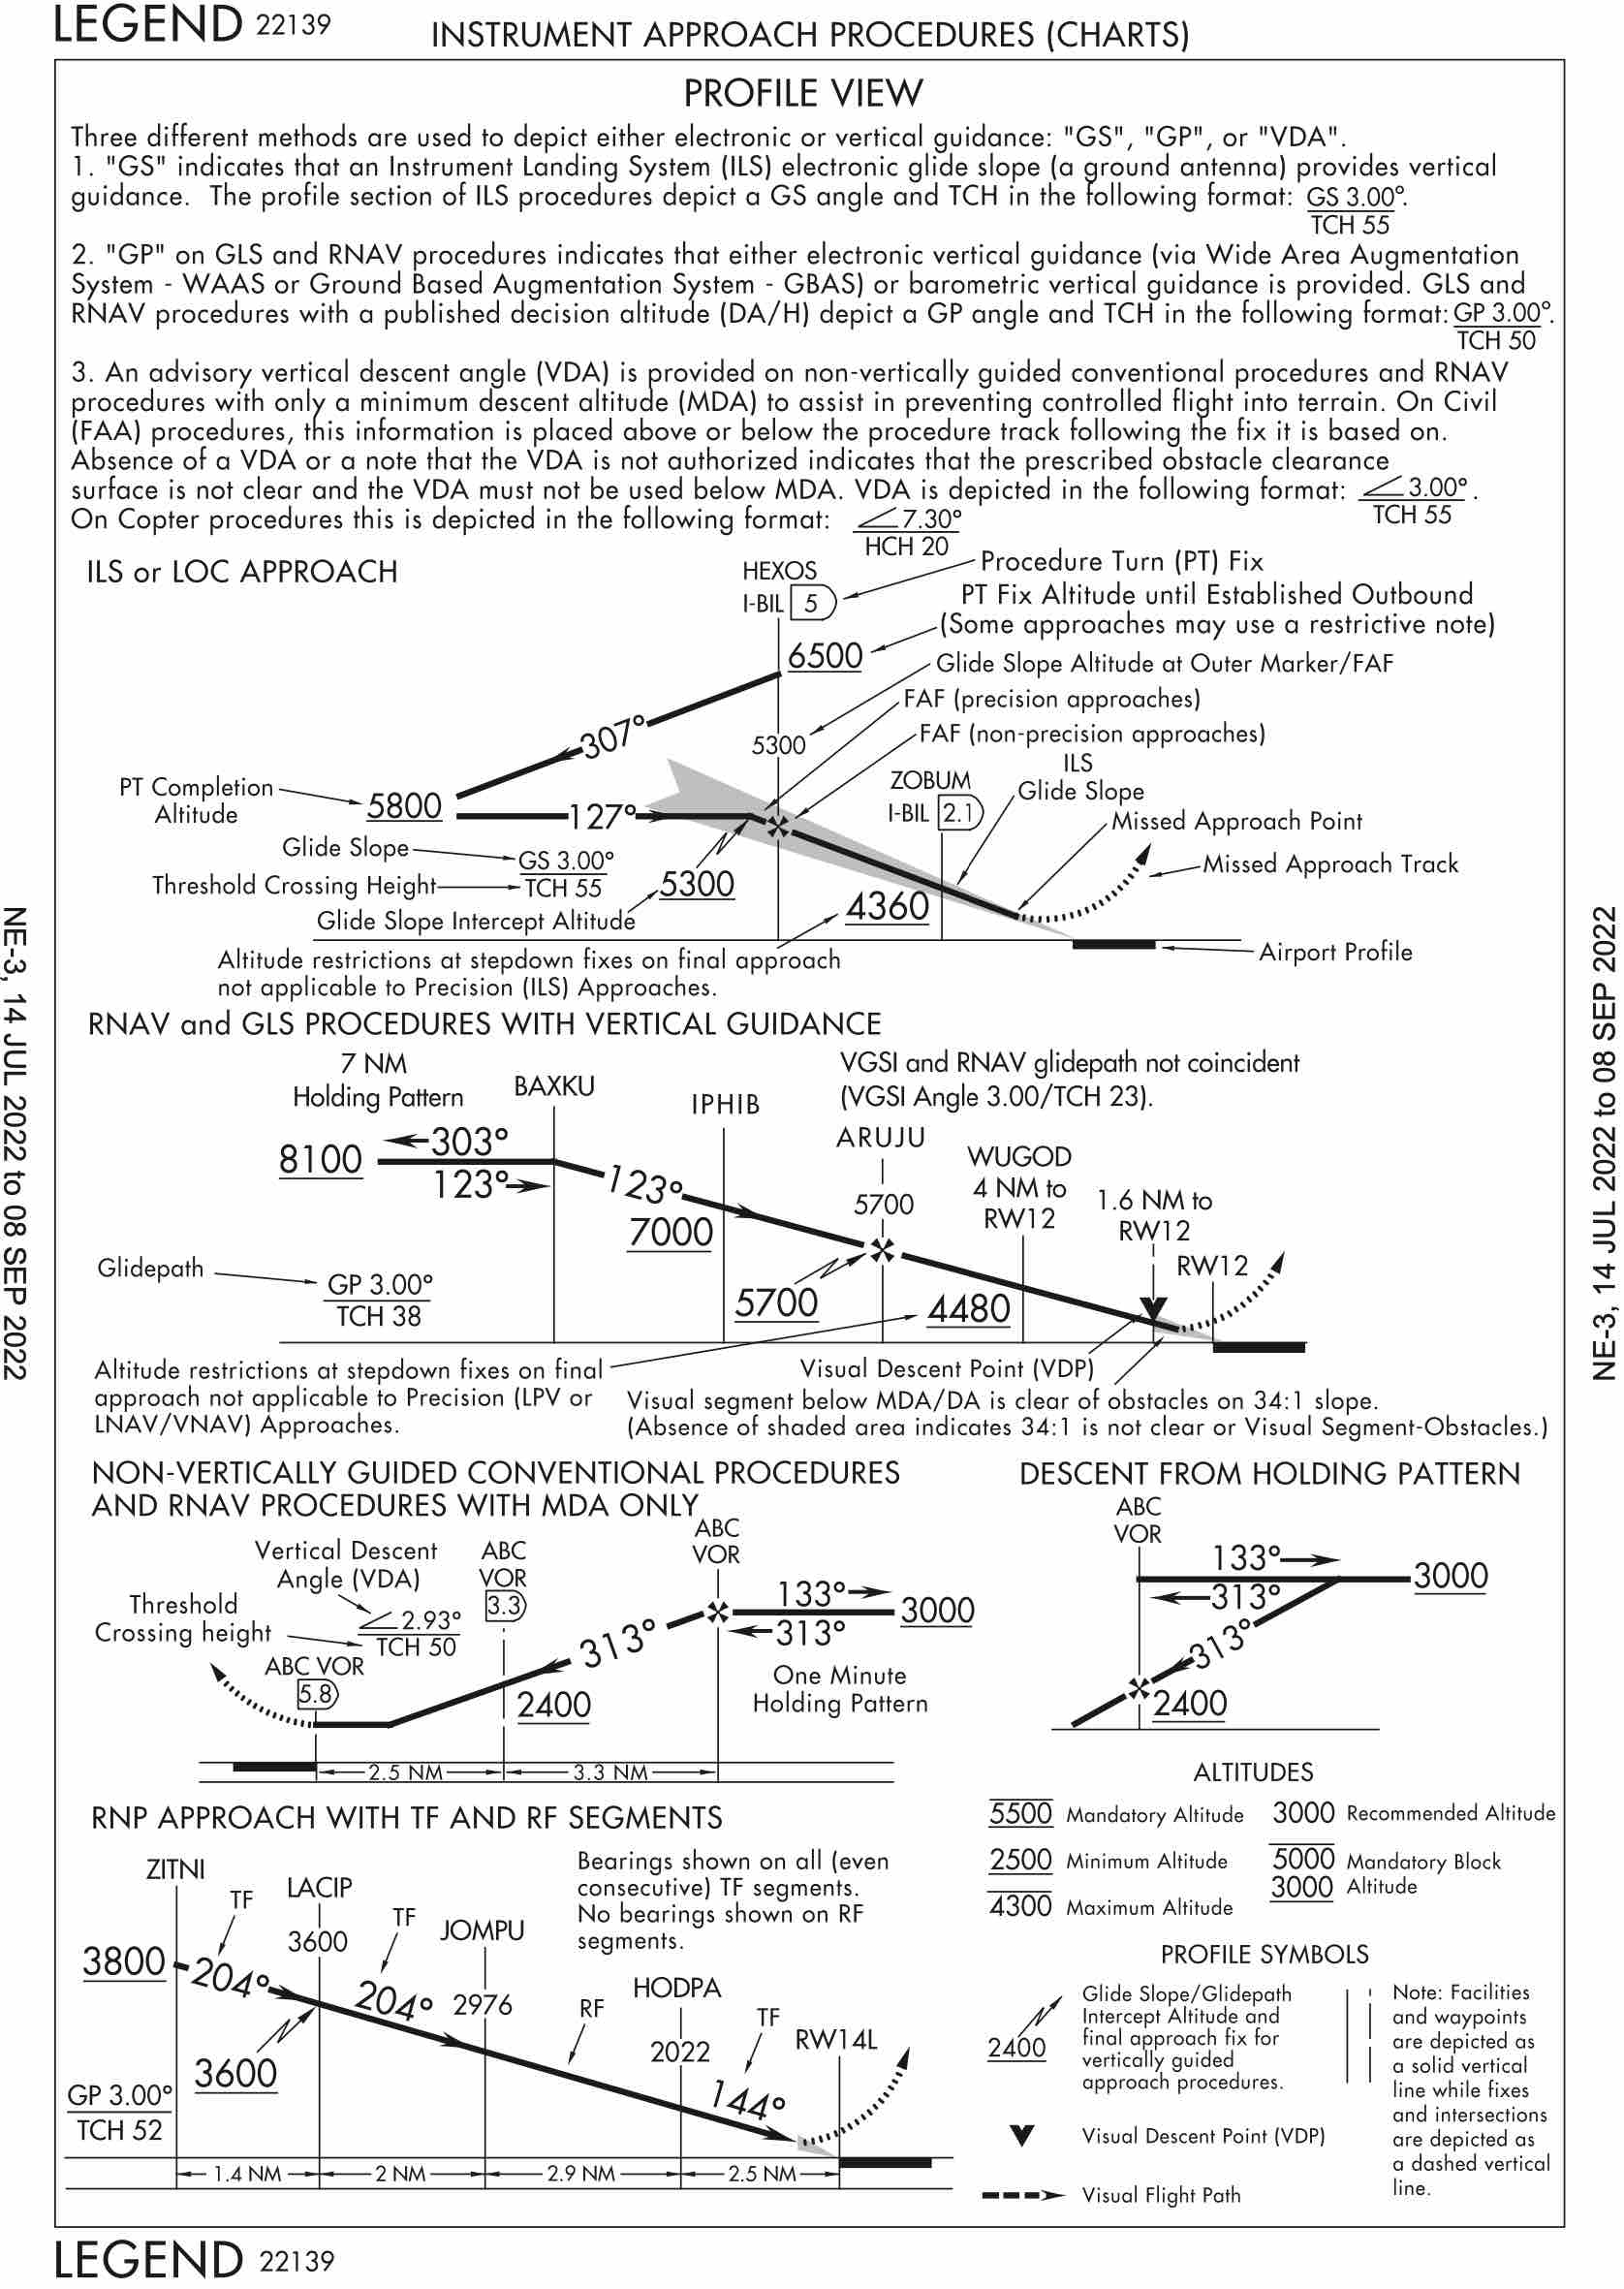 LEGEND 22139
INSTRUMENT APPROACH PROCEDURES (CHARTS)
PROFILE VIEW
Three different methods are used to depict either electronic or vertical guidance: "GS", "GP", or "VDA".
1. "GS" indicates that an Instrument Landing System (ILS) electronic glide slope (a ground antenna) provides vertical
guidance. The profile section of ILS procedures depict a GS angle and TCH in the following format: GS 3.00°.
TCH 55
2. "GP" on GLS and RNAV procedures indicates that either electronic vertical guidance (via Wide Area Augmentation
System - WAAS or Ground Based Augmentation System - GBAS) or barometric vertical guidance is provided. GLS and
RNAV procedures with a published decision altitude (DA/H) depict a GP angle and TCH in the following format: GP 3.00°.
TCH 50
3. An advisory vertical descent angle (VDA) is provided on non-vertically guided conventional procedures and RNAV
procedures with only a minimum descent altitude (MDA) to assist in preventing controlled flight into terrain. On Civil
(FAA) procedures, this information is placed above or below the procedure track following the fix it is based on.
Absence of a VDA or a note that the VDA is not authorized indicates that the prescribed obstacle clearance
surface is not clear and the VDA must not be used below MDA. VDA is depicted in the following format: 3.00° .
TCH 55
On Copter procedures this is depicted in the following format: 7.30°
HCH 20
ILS or LOC APPROACH
HEXOS
I-BIL 5
Procedure Turn (PT) Fix
PT Fix Altitude until Established Outbound
(Some approaches may use a restrictive note)
6500
Glide Slope Altitude at Outer Marker/FAF
FAF (precision approaches)
FAF (non-precision approaches)
307°
5300
ILS
Glide Slope
ZOBUM
I-BIL 2.1
PT Completion
Altitude
5800
127°
Missed Approach Point
Glide Slope
GS 3.00°
Threshold Crossing Height
TCH 55
5300
Missed Approach Track
Glide Slope Intercept Altitude
4360
Airport Profile
Altitude restrictions at stepdown fixes on final approach
not applicable to Precision (ILS) Approaches.
RNAV and GLS PROCEDURES WITH VERTICAL GUIDANCE
7 NM
Holding Pattern
BAXKU
IPHIB
VGSI and RNAV glidepath not coincident
(VGSI Angle 3.00/TCH 23).
ARUJU
WUGOD
4 NM to
RW12
1.6 NM to
RW12
RW12
8100
303°
123°
123°
7000
5700
Glidepath
GP 3.00°
TCH 38
5700
4480
Altitude restrictions at stepdown fixes on final
approach not applicable to Precision (LPV or
LNAV/VNAV) Approaches.
Visual Descent Point (VDP)
Visual segment below MDA/DA is clear of obstacles on 34:1 slope.
(Absence of shaded area indicates 34:1 is not clear or Visual Segment-Obstacles.)
NON-VERTICALLY GUIDED CONVENTIONAL PROCEDURES
AND RNAV PROCEDURES WITH MDA ONLY
Vertical Descent
Angle (VDA)
ABC
VOR
3.3
ABC
VOR
Threshold
Crossing height
2.93°
TCH 50
ABC VOR
5.8
313°
133°
313°
3000
2400
One Minute
Holding Pattern
2.5 NM
3.3 NM
DESCENT FROM HOLDING PATTERN
ABC
VOR
133°
313°
3000
313°
2400
RNP APPROACH WITH TF AND RF SEGMENTS
ZITNI
TF
LACIP
3600
TF
JOMPU
Bearings shown on all (even
consecutive) TF segments.
No bearings shown on RF
segments.
3800
204°
204°
2976
RF
HODPA
2022
TF
RW14L
3600
144°
GP 3.00°
TCH 52
1.4 NM
2 NM
2.9 NM
2.5 NM
ALTITUDES
5500 Mandatory Altitude
3000 Recommended Altitude
2500 Minimum Altitude
5000 Mandatory Block
3000 Altitude
4300 Maximum Altitude
PROFILE SYMBOLS
2400
Glide Slope/Glidepath
Intercept Altitude and
final approach fix for
vertically guided
approach procedures.
Visual Descent Point (VDP)
Visual Flight Path
Note: Facilities
and waypoints
are depicted as
a solid vertical
line while fixes
and intersections
are depicted as
a dashed vertical
line.
LEGEND 22139
NE-3, 14 JUL 2022 to 08 SEP 2022
NE-3, 14 JUL 2022 to 08 SEP 2022